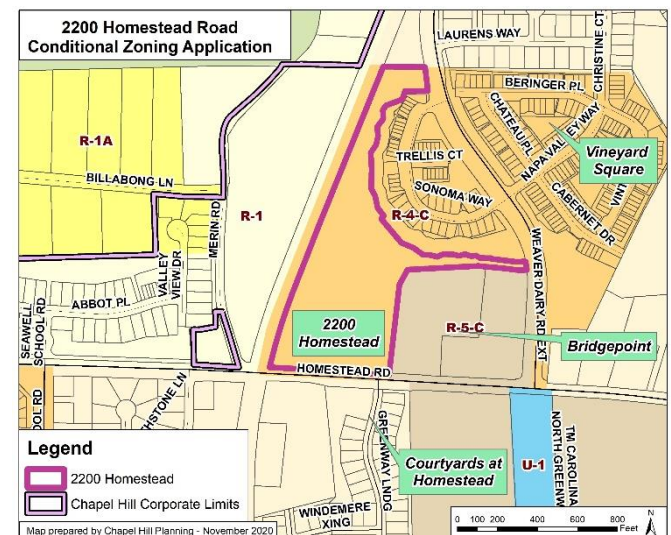 2200 Homestead Road
Conditional Zoning Application
LAURENS WAY
CHRISTINE CT
BERINGER PL
CHATEAU PL
NAPA VALLEY WAY
Vineyard
Square
R-1A
TRELLIS CT
BILLABONG LN
SONOMA WAY
CABERNET DR
VINT
R-1
R-4-C
MERIN RD
VALLEY
VIEW DR
WEAVER DAIRY RD EXT
ABBOT PL
SEAWELL
SCHOOL RD
2200
Homestead
R-5-C
Bridgepoint
HOMESTEAD RD
OOL RD
THSTONE LN
GREENWAY LNDG
Courtyards at
Homestead
U-1
TM CAROLINA
NORTH GREENW
Legend
2200 Homestead
Chapel Hill Corporate Limits
WINDEMERE
XING
0 100 200 400 600 800
Feet
N
Map prepared by Chapel Hill Planning - November 2020